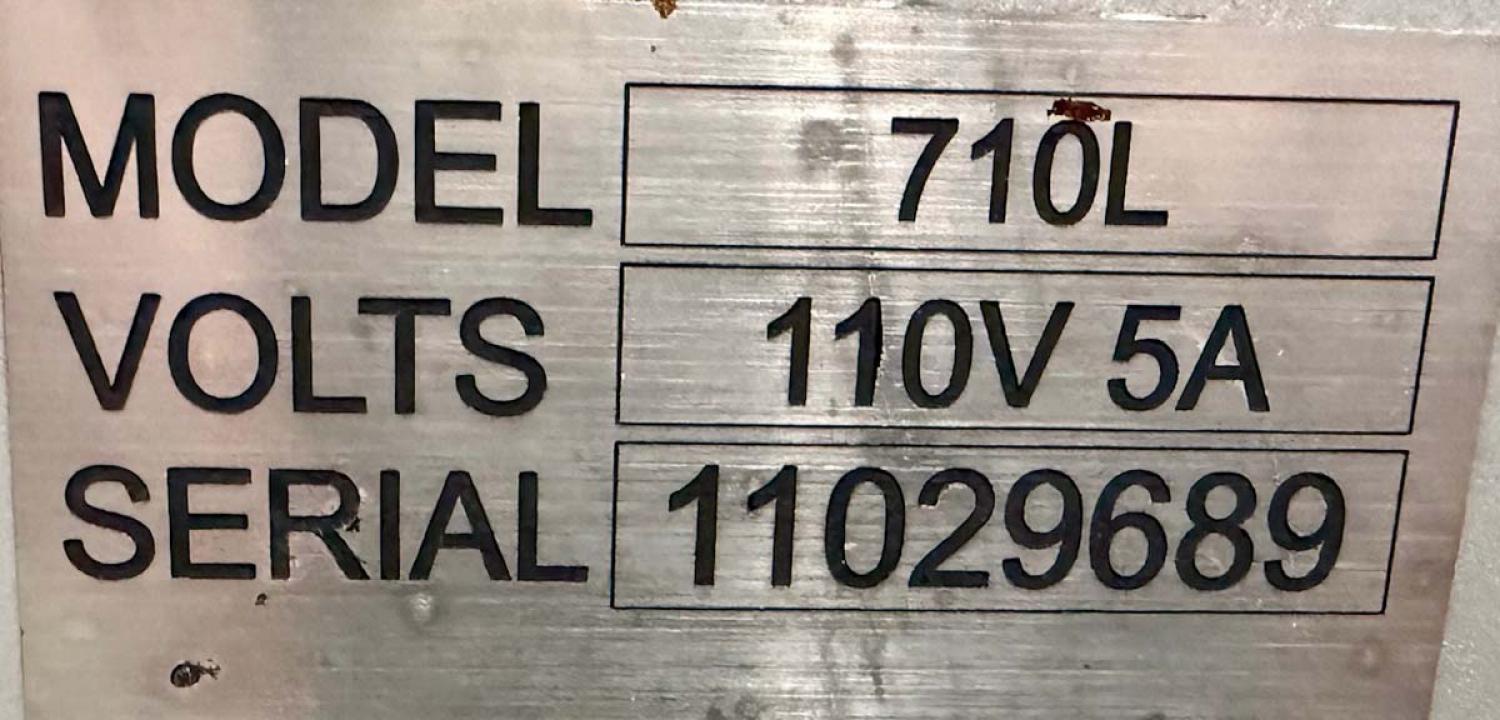 MODEL 710L
VOLTS 110V 5A
SERIAL 11029689